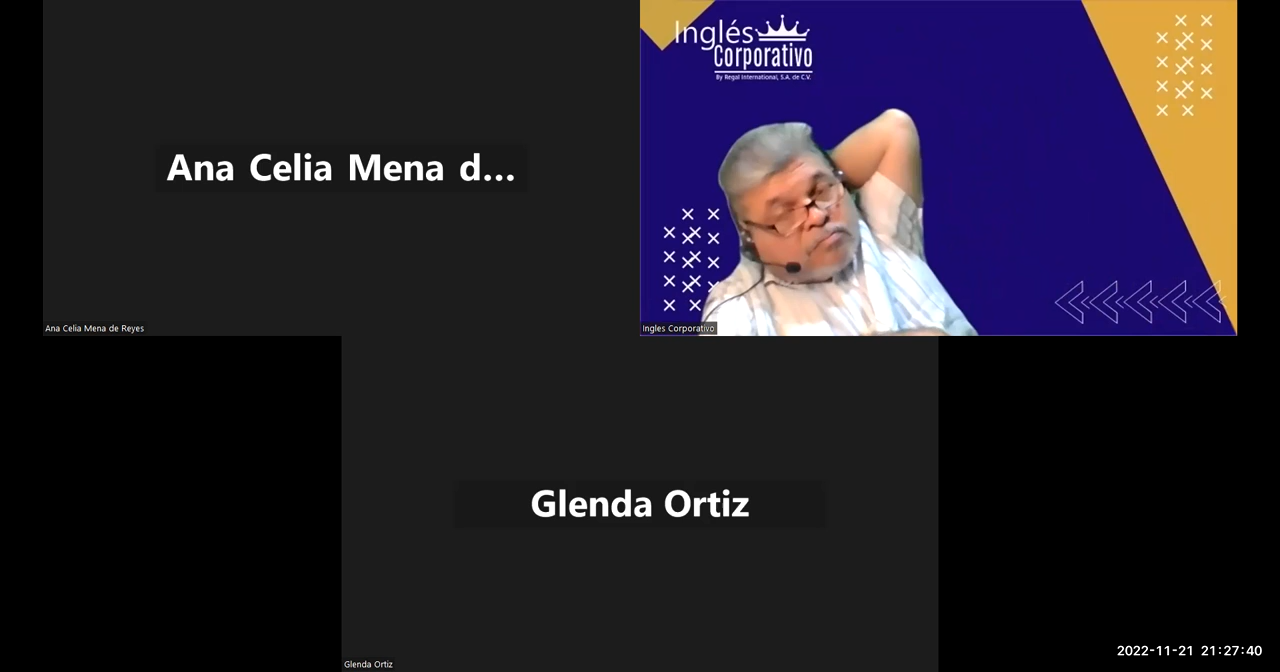 Ana Celia Mena d...
Ana Celia Mena de Reyes
Inglés
Corporativo
By Regal International, S.A. de C.V.
Ingles Corporativo
Glenda Ortiz
Glenda Ortiz
2022-11-21 21:27:40